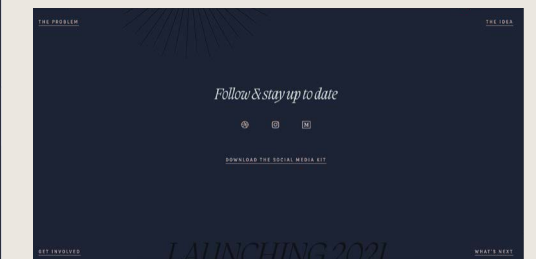 THE PROBLEM
THE IDEA
Follow & stay up to date
M
DOWNLOAD THE SOCIAL MEDIA KIT
LAUNCHING 2021
GET INVOLVED
WHAT'S NEXT